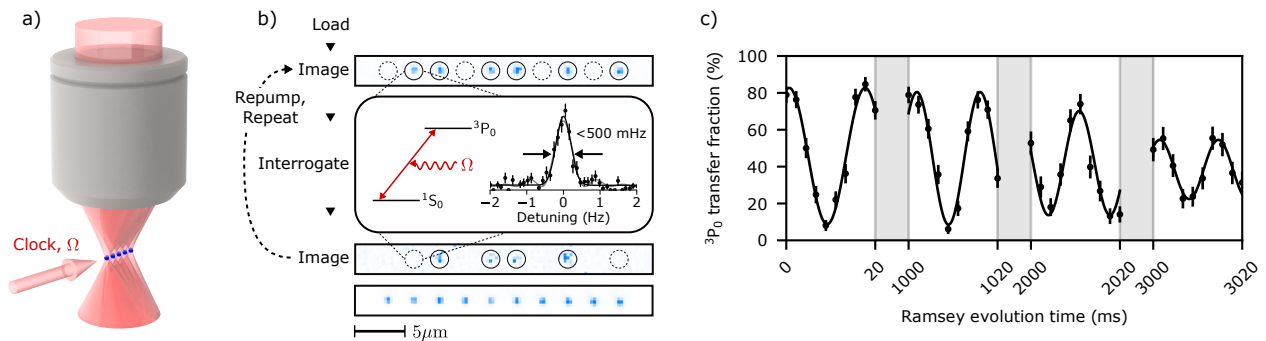 a)
Clock, Ω
b)
Load
Image
Repump,
Repeat
Interrogate
³P₀
Ω
¹S₀
<500 mHz
−2 −1 0 1 2
Detuning (Hz)
Image
5μm
c)
³P₀ transfer fraction (%)
100
80
60
40
20
0
0 20 1000 1020 2000 2020 3000 3020
Ramsey evolution time (ms)